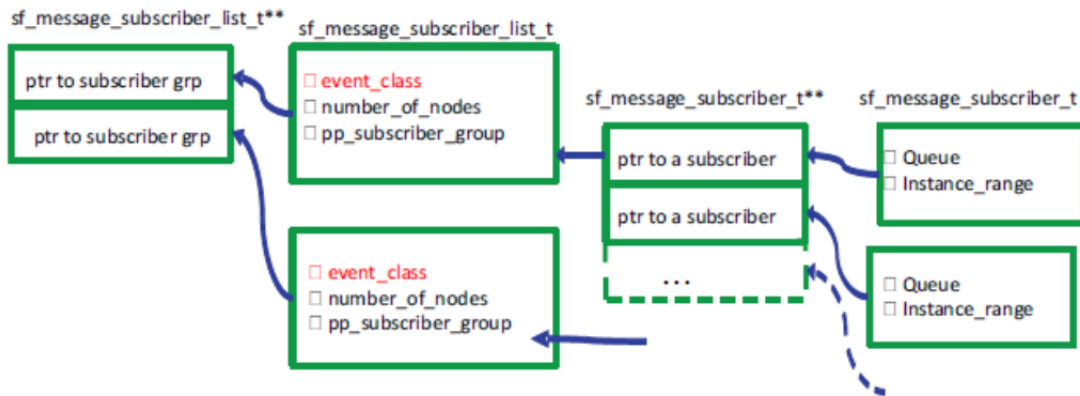 sf_message_subscriber_list_t**
ptr to subscriber grp
ptr to subscriber grp
sf_message_subscriber_list_t
event_class
number_of_nodes
pp_subscriber_group
event_class
number_of_nodes
pp_subscriber_group
sf_message_subscriber_t**
ptr to a subscriber
ptr to a subscriber
...
sf_message_subscriber_t
Queue
Instance_range
Queue
Instance_range